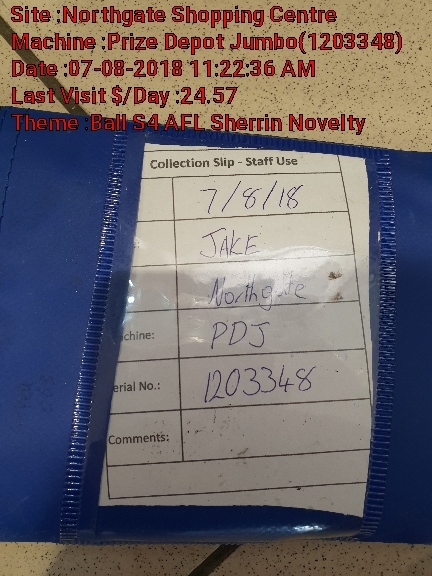 Site :Northgate Shopping Centre
Machine :Prize Depot Jumbo(1203348)
Date :07-08-2018 11:22:36 AM
Last Visit $/Day :24.57
Theme :Ball S4 AFL Sherrin Novelty
Collection Slip - Staff Use
7/8/18
JAKE
Northgate
chine: PDJ
erial No.: 1203348
Comments: